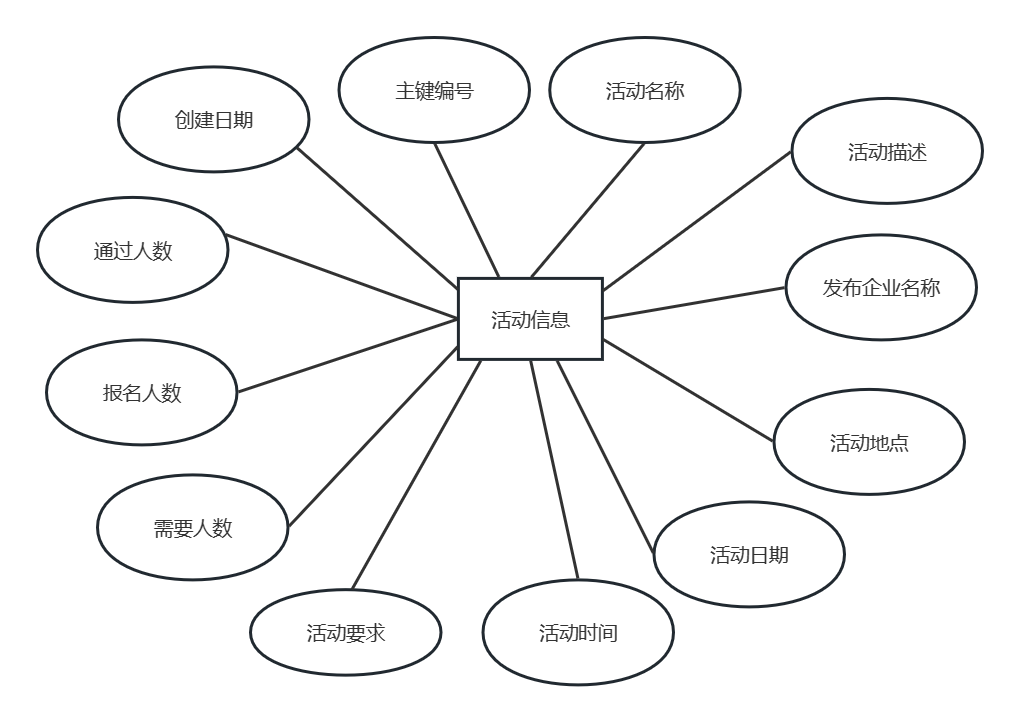 主键编号
活动名称
创建日期
活动描述
通过人数
发布企业名称
活动信息
报名人数
活动地点
需要人数
活动日期
活动要求
活动时间